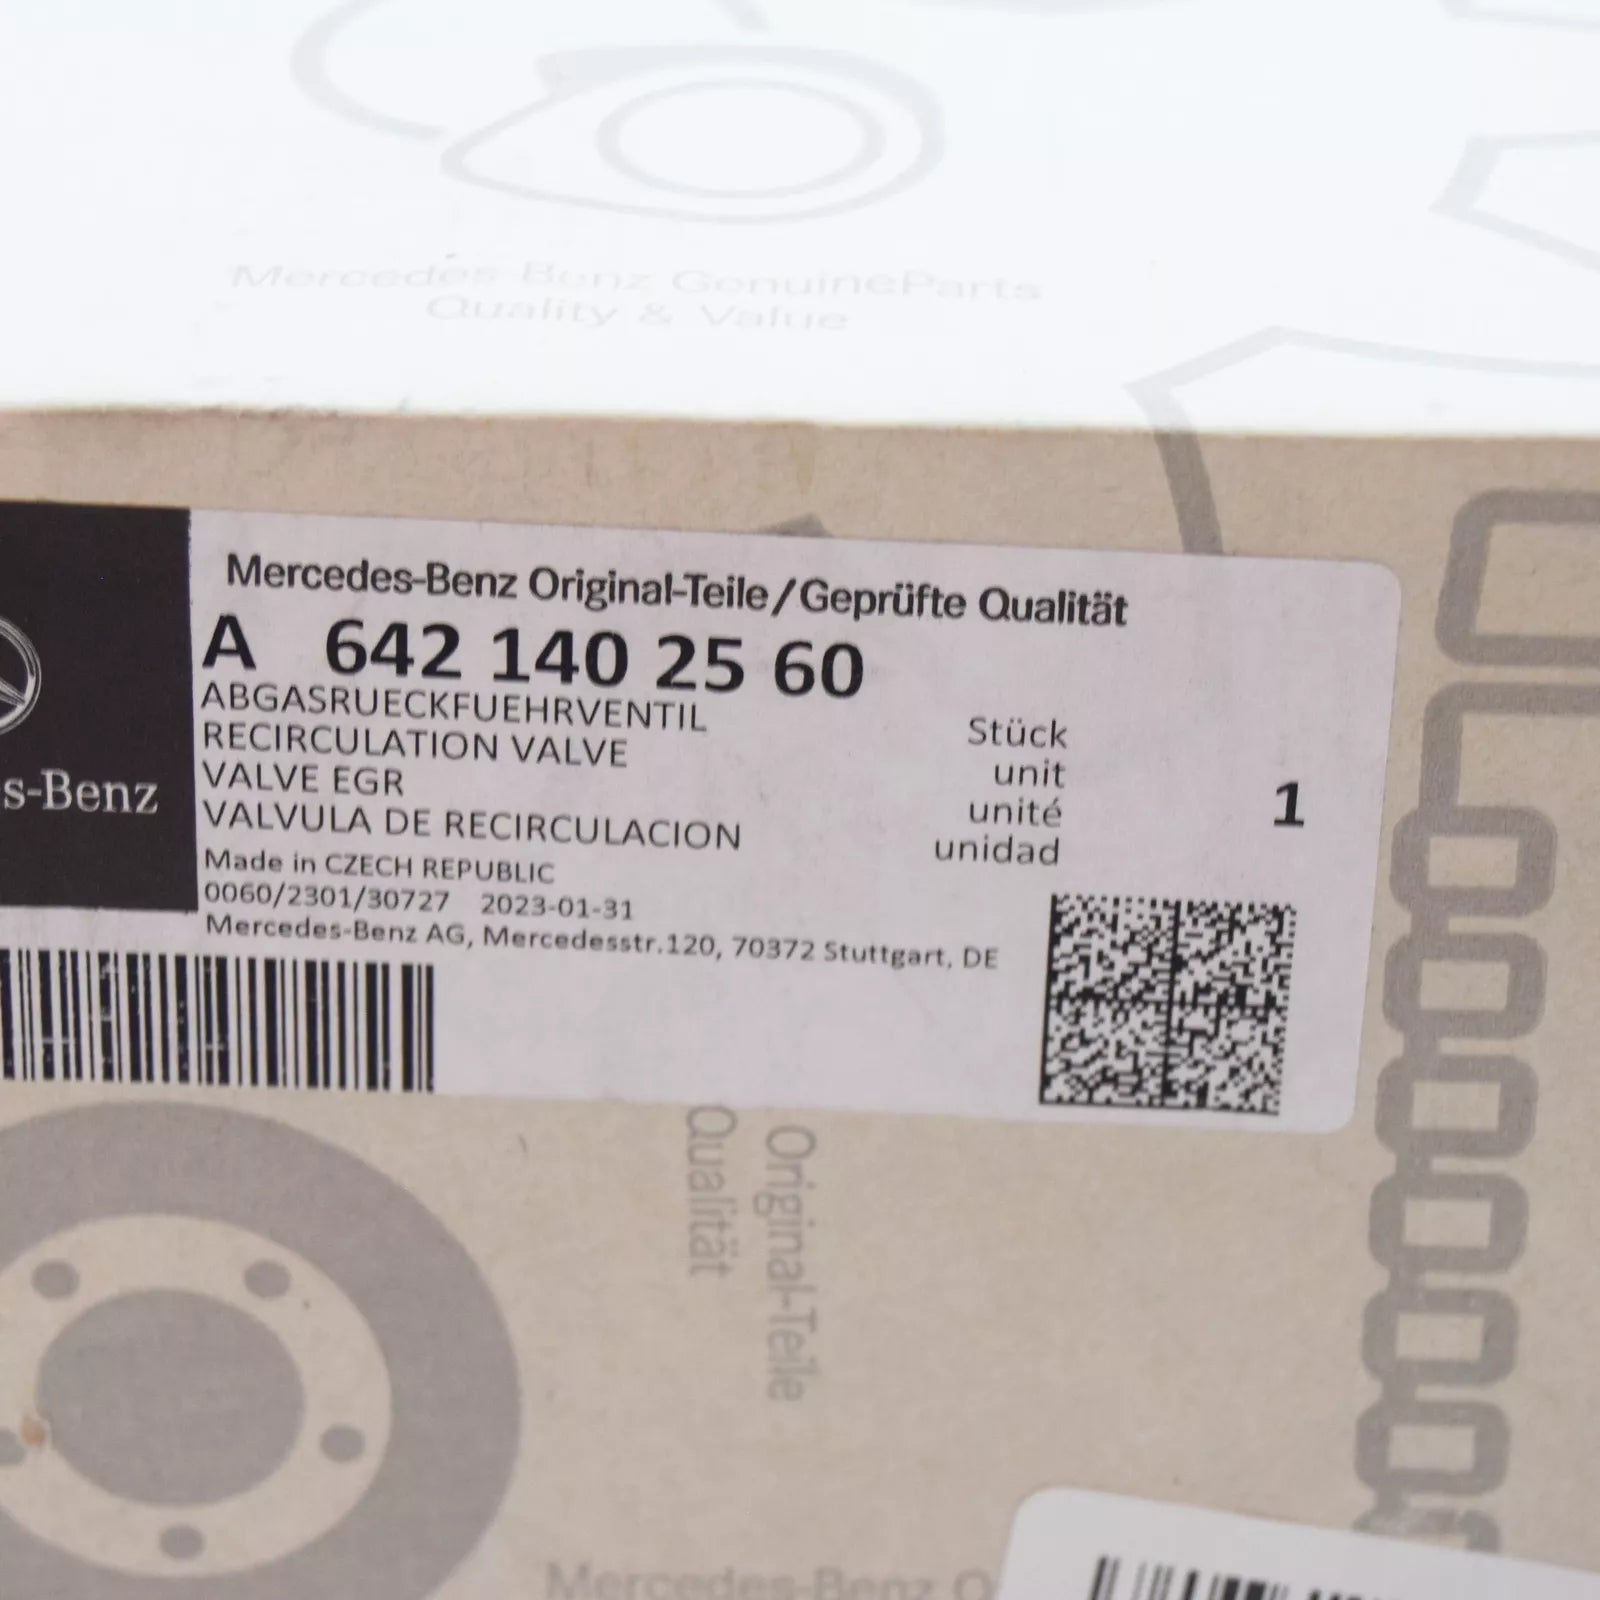 Mercedes-Benz GenuineParts
Quality & Value
Mercedes-Benz Original-Teile/Geprüfte Qualität
A 642 140 25 60
ABGASRUECKFUEHRVENTIL
RECIRCULATION VALVE
VALVE EGR
VALVULA DE RECIRCULACION
Stück
unit
unité
unidad
1
Made in CZECH REPUBLIC
0060/2301/30727 2023-01-31
Mercedes-Benz AG, Mercedesstr.120, 70372 Stuttgart, DE
s-Benz
Original-Teile
Qualität
Mercedes-Benz O